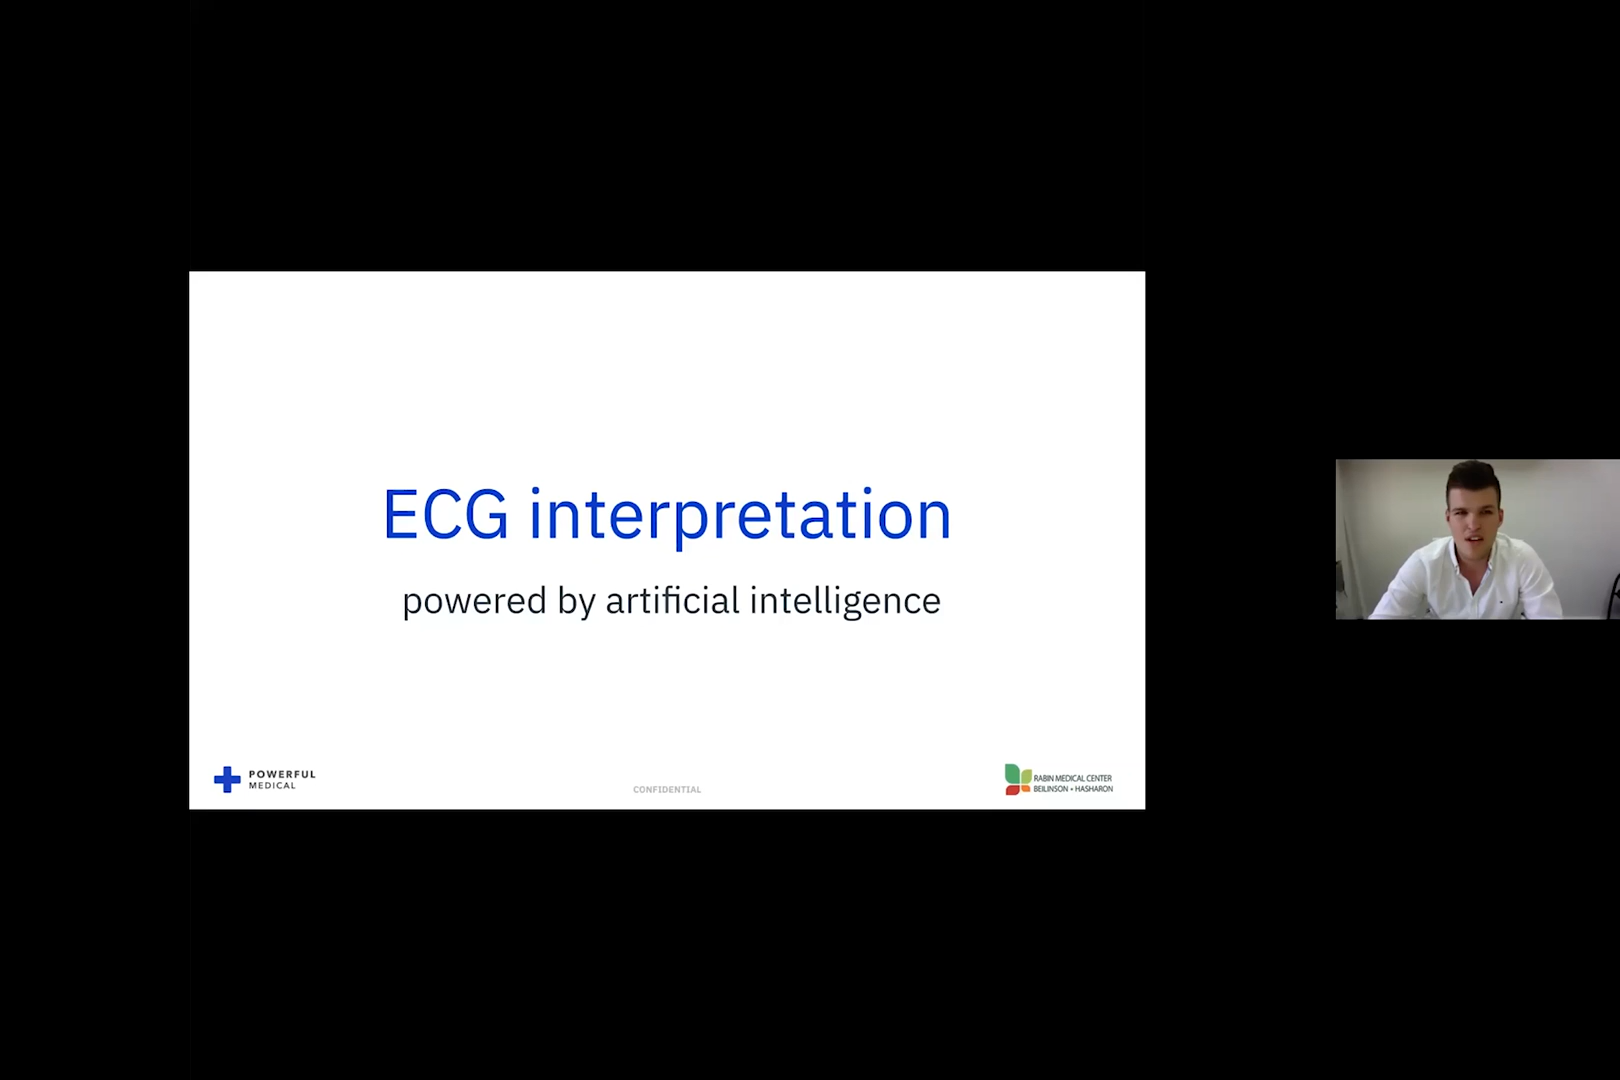 ECG interpretation
powered by artificial intelligence
POWERFUL
MEDICAL
CONFIDENTIAL
RABIN MEDICAL CENTER
BEILINSON • HASHARON